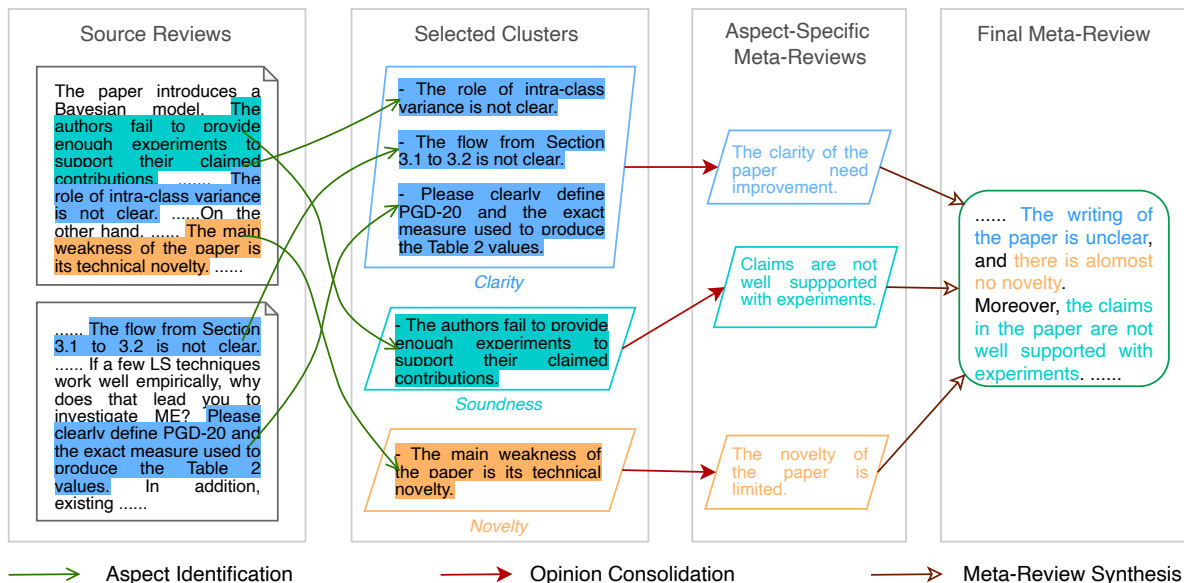 Source Reviews
The paper introduces a
Bayesian model. The
authors fail to provide
enough experiments to
support their claimed
contributions. ....... The
role of intra-class variance
is not clear. ......On the
other hand. ...... The main
weakness of the paper is
its technical novelty. ......
...... The flow from Section
3.1 to 3.2 is not clear.
...... If a few LS techniques
work well empirically, why
does that lead you to
investigate ME? Please
clearly define PGD-20 and
the exact measure used to
produce the Table 2
values. In addition,
existing ......
Selected Clusters
- The role of intra-class
variance is not clear.
- The flow from Section
3.1 to 3.2 is not clear.
- Please clearly define
PGD-20 and the exact
measure used to produce
the Table 2 values.
Clarity
- The authors fail to provide
enough experiments to
support their claimed
contributions.
Soundness
- The main weakness of
the paper is its technical
novelty.
Novelty
Aspect-Specific
Meta-Reviews
The clarity of the
paper need
improvement.
Claims are not
well suppported
with experiments.
The novelty of
the paper is
limited.
Final Meta-Review
...... The writing of
the paper is unclear,
and there is alomost
no novelty.
Moreover, the claims
in the paper are not
well supported with
experiments. ......
Aspect Identification
Opinion Consolidation
Meta-Review Synthesis